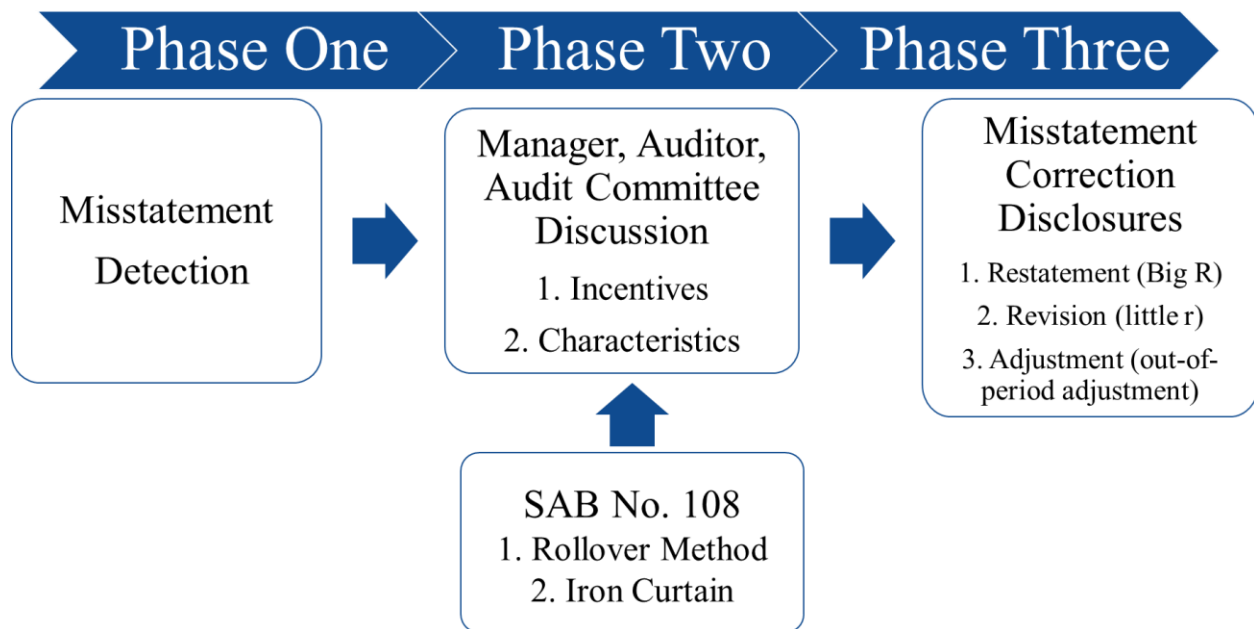 Phase One
Phase Two
Phase Three
Misstatement
Detection
Manager, Auditor,
Audit Committee
Discussion
1. Incentives
2. Characteristics
Misstatement
Correction
Disclosures
1. Restatement (Big R)
2. Revision (little r)
3. Adjustment (out-of-
period adjustment)
SAB No. 108
1. Rollover Method
2. Iron Curtain